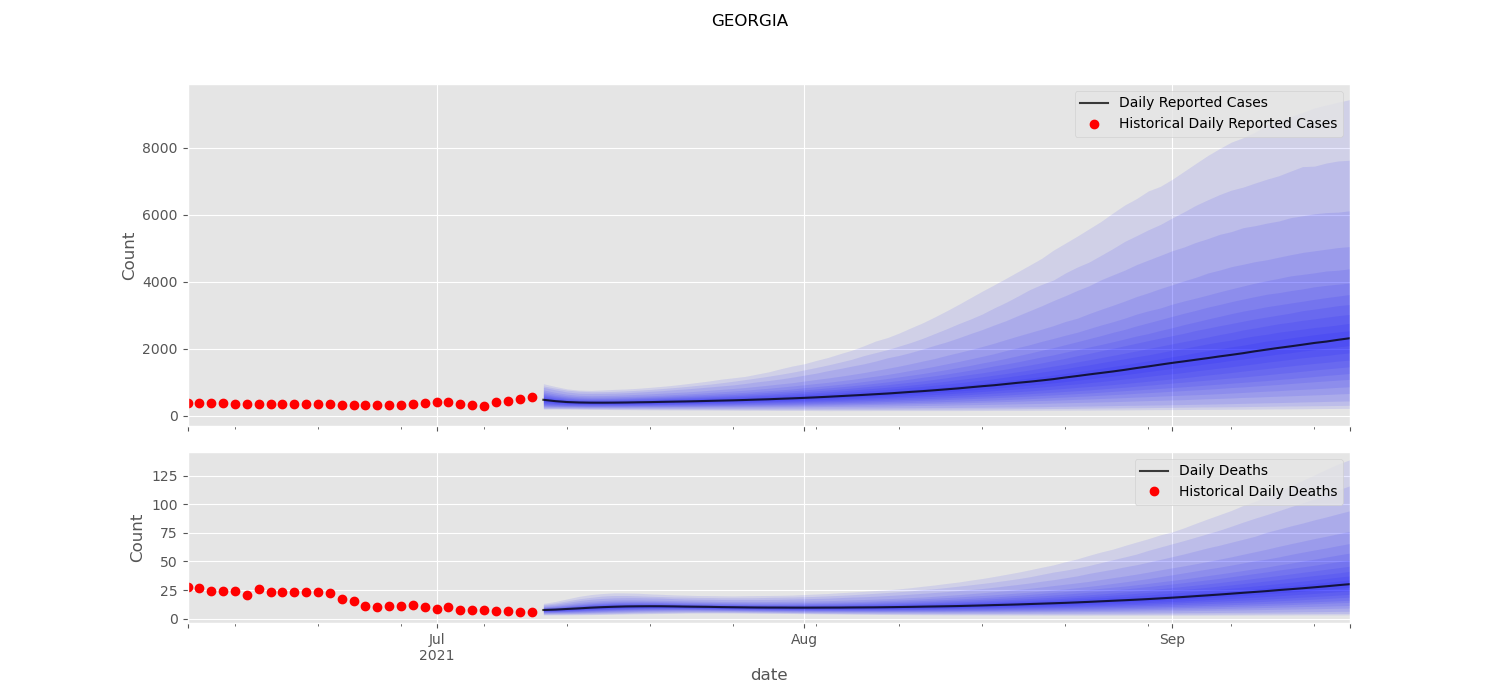 GEORGIA
Daily Reported Cases
Historical Daily Reported Cases
8000
6000
4000
2000
0
Count
Daily Deaths
Historical Daily Deaths
125
100
75
50
25
0
Count
Jul
2021
Aug
Sep
date